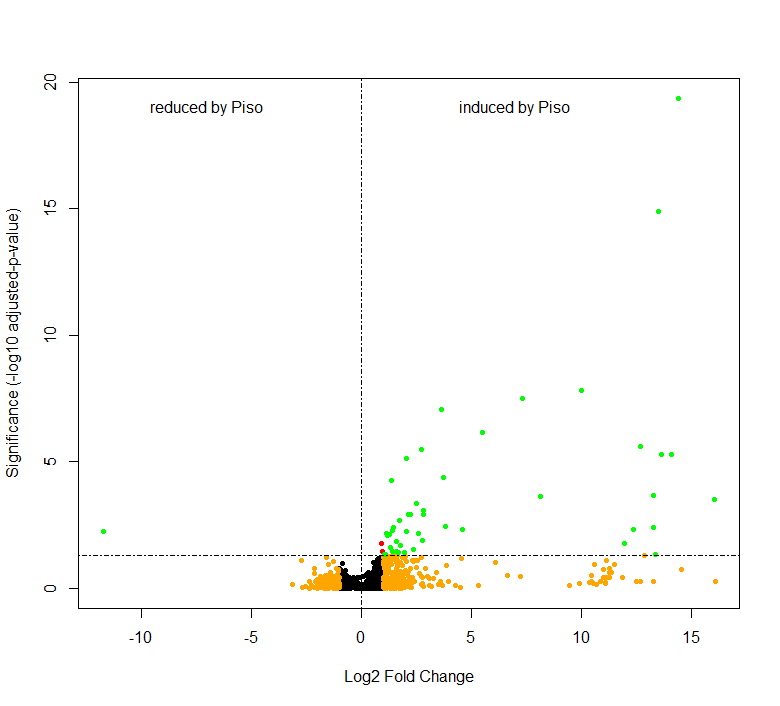 reduced by Piso
induced by Piso
Significance (-log10 adjusted-p-value)
20
15
10
5
0
-10
-5
0
5
10
15
Log2 Fold Change